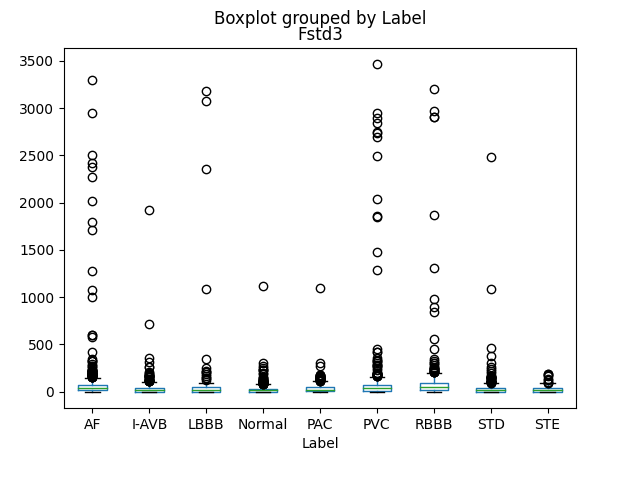 Boxplot grouped by Label
Fstd3
3500
3000
2500
2000
1500
1000
500
0
AF I-AVB LBBB Normal PAC PVC RBBB STD STE
Label